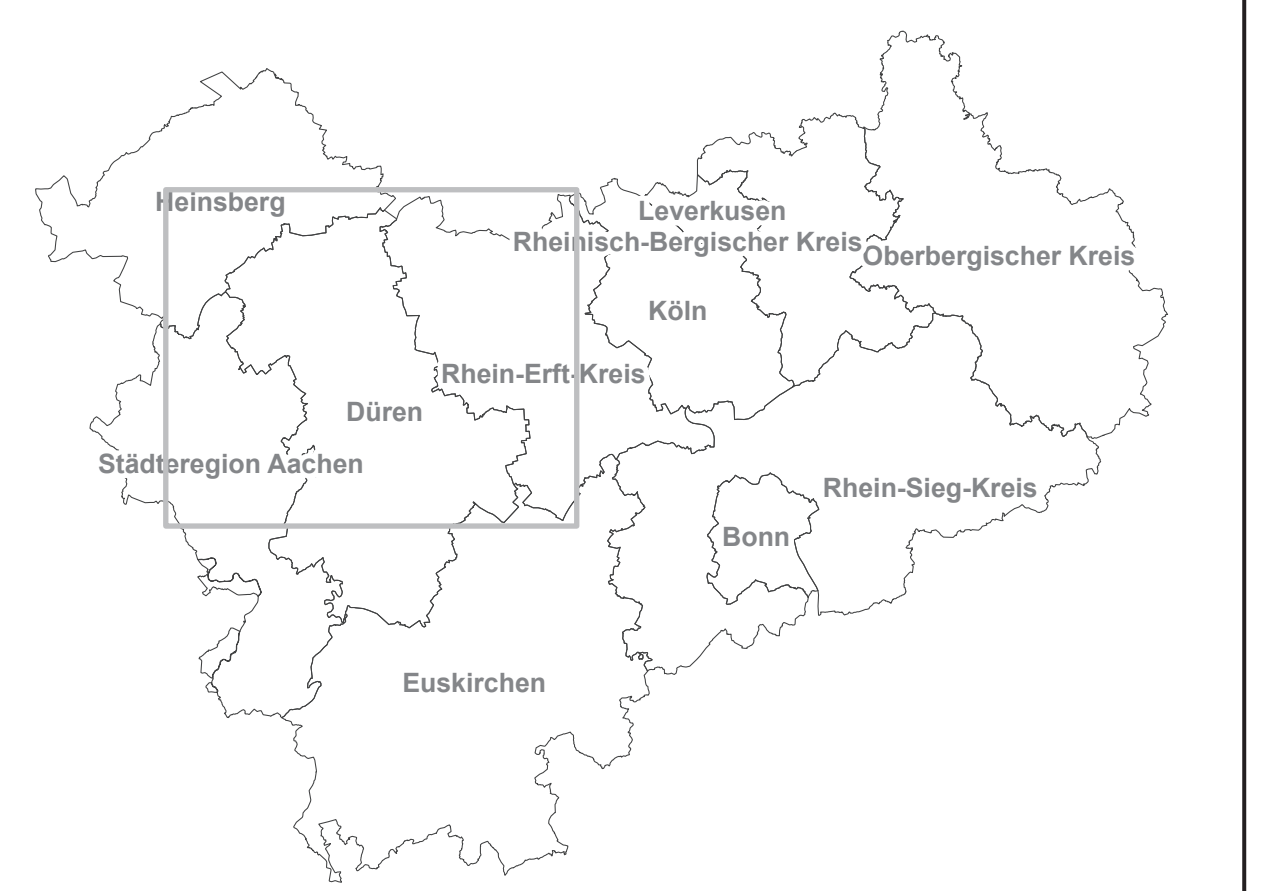 Heinsberg
Leverkusen
Rheinisch-Bergischer Kreis
Oberbergischer Kreis
Köln
Rhein-Erft-Kreis
Düren
Städteregion Aachen
Rhein-Sieg-Kreis
Bonn
Euskirchen